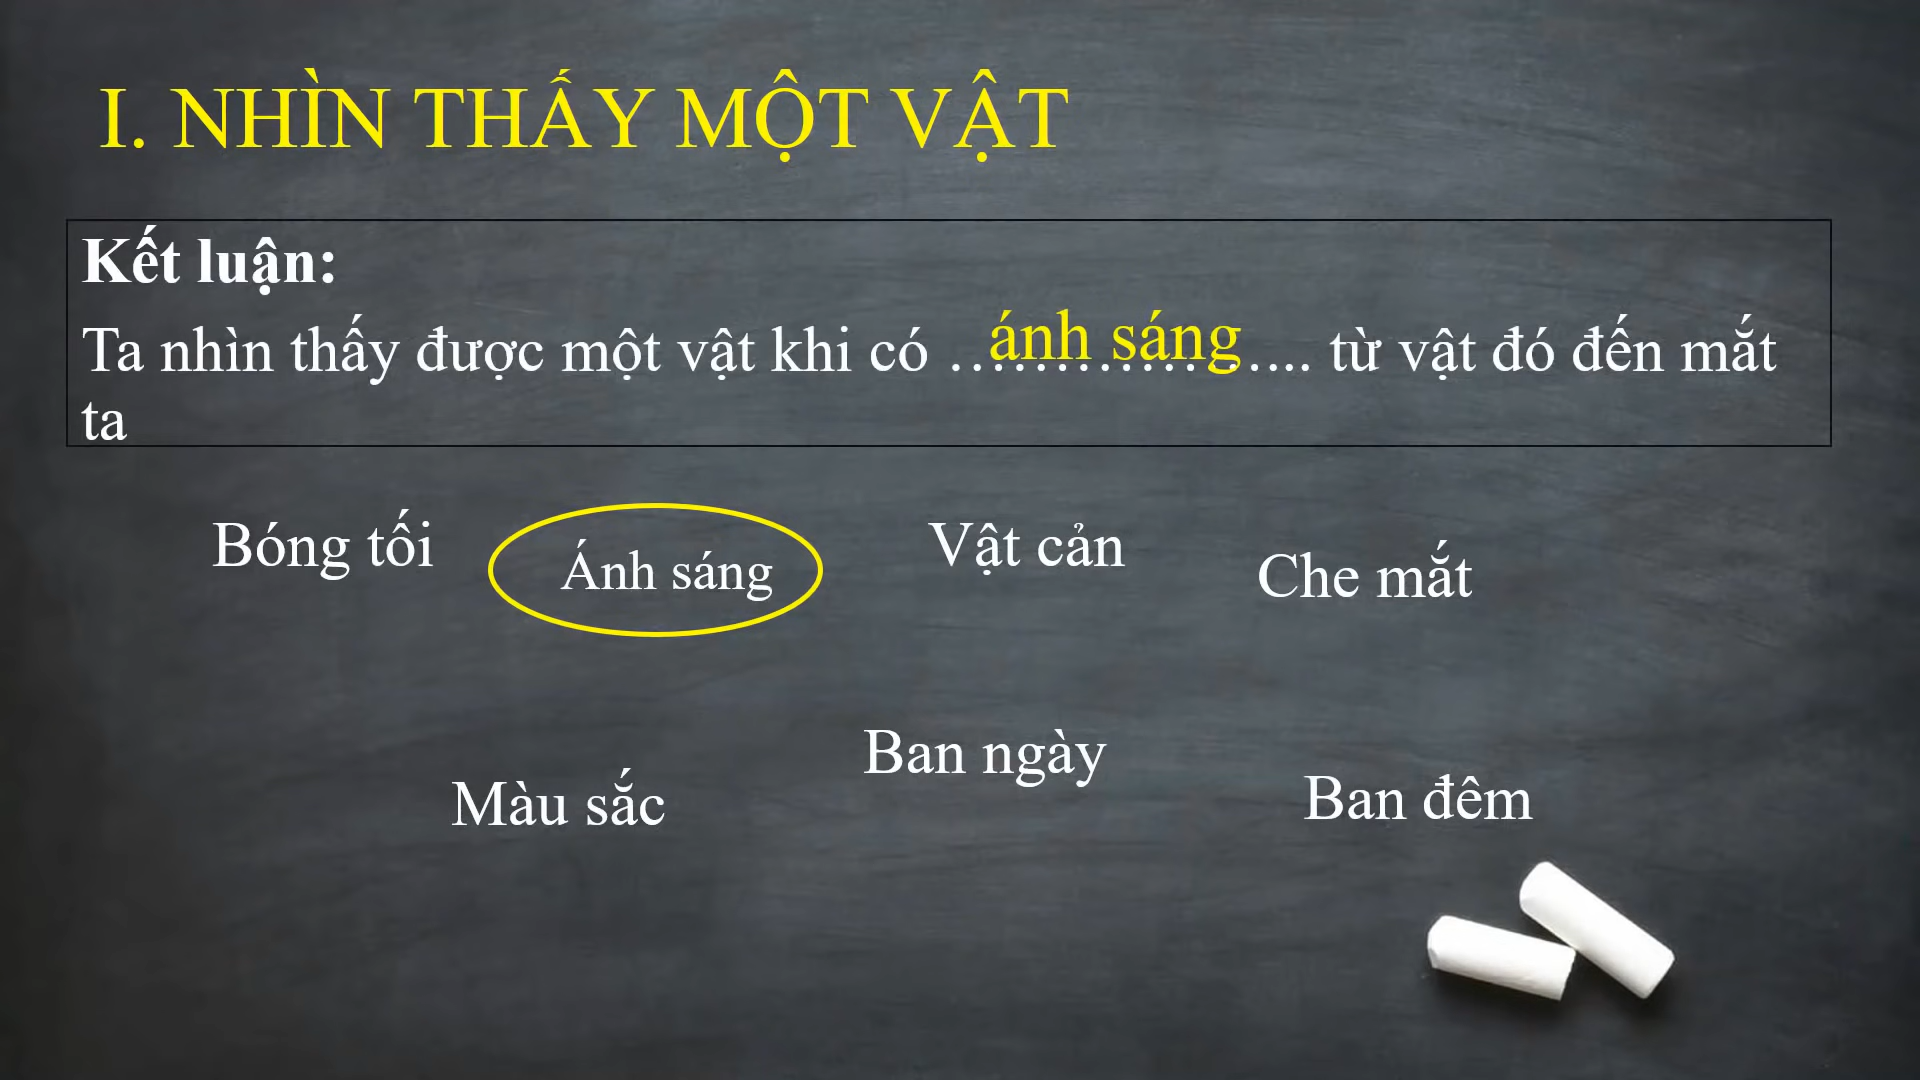 I. NHÌN THẤY MỘT VẬT
Kết luận:
Ta nhìn thấy được một vật khi có ……ánh sáng….... từ vật đó đến mắt
ta
Bóng tối
Ánh sáng
Vật cản
Che mắt
Màu sắc
Ban ngày
Ban đêm